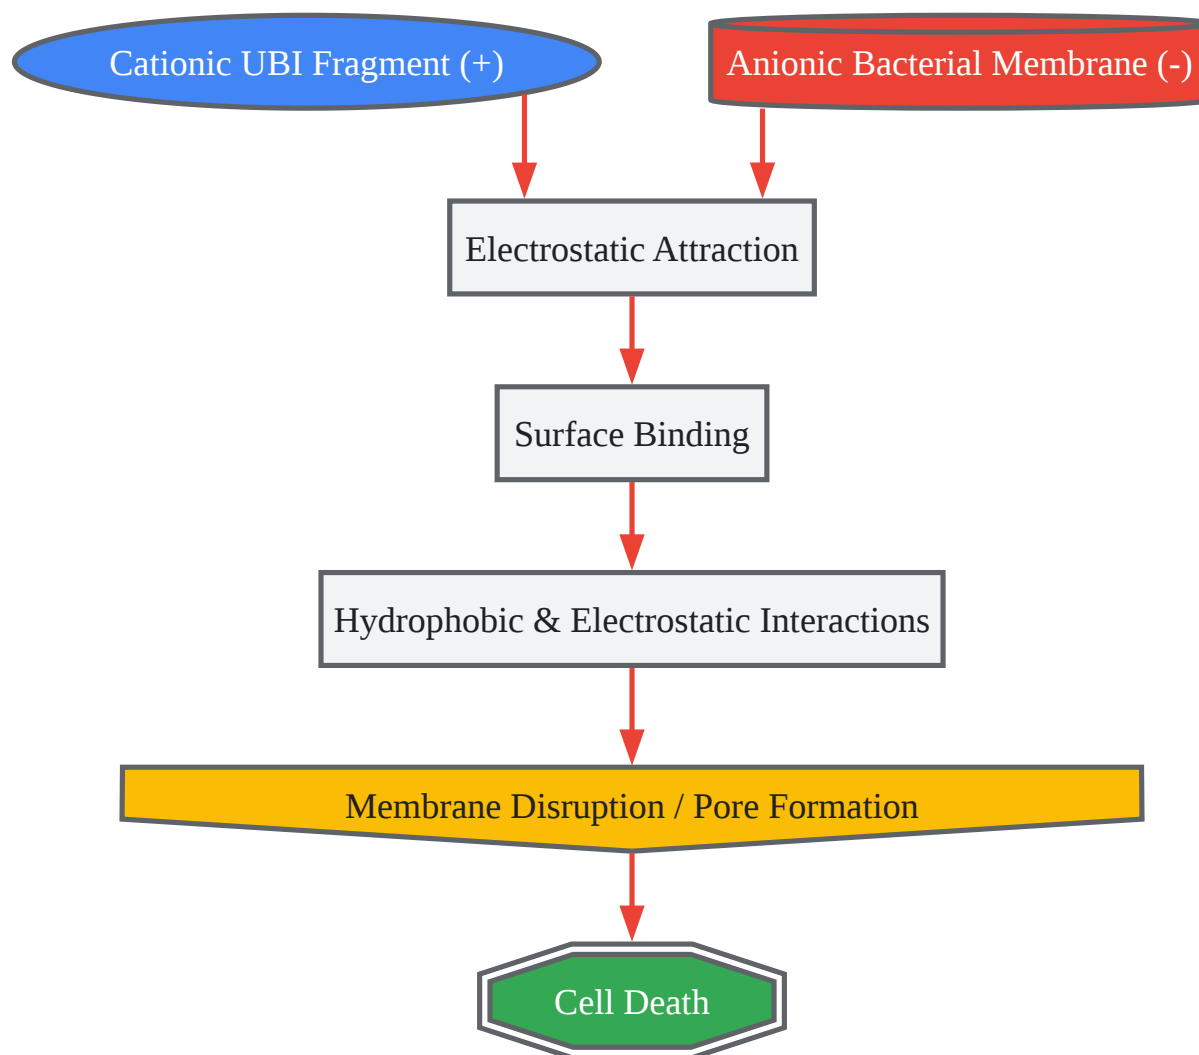 Cationic UBI Fragment (+)
Anionic Bacterial Membrane (-)
Electrostatic Attraction
Surface Binding
Hydrophobic & Electrostatic Interactions
Membrane Disruption / Pore Formation
Cell Death